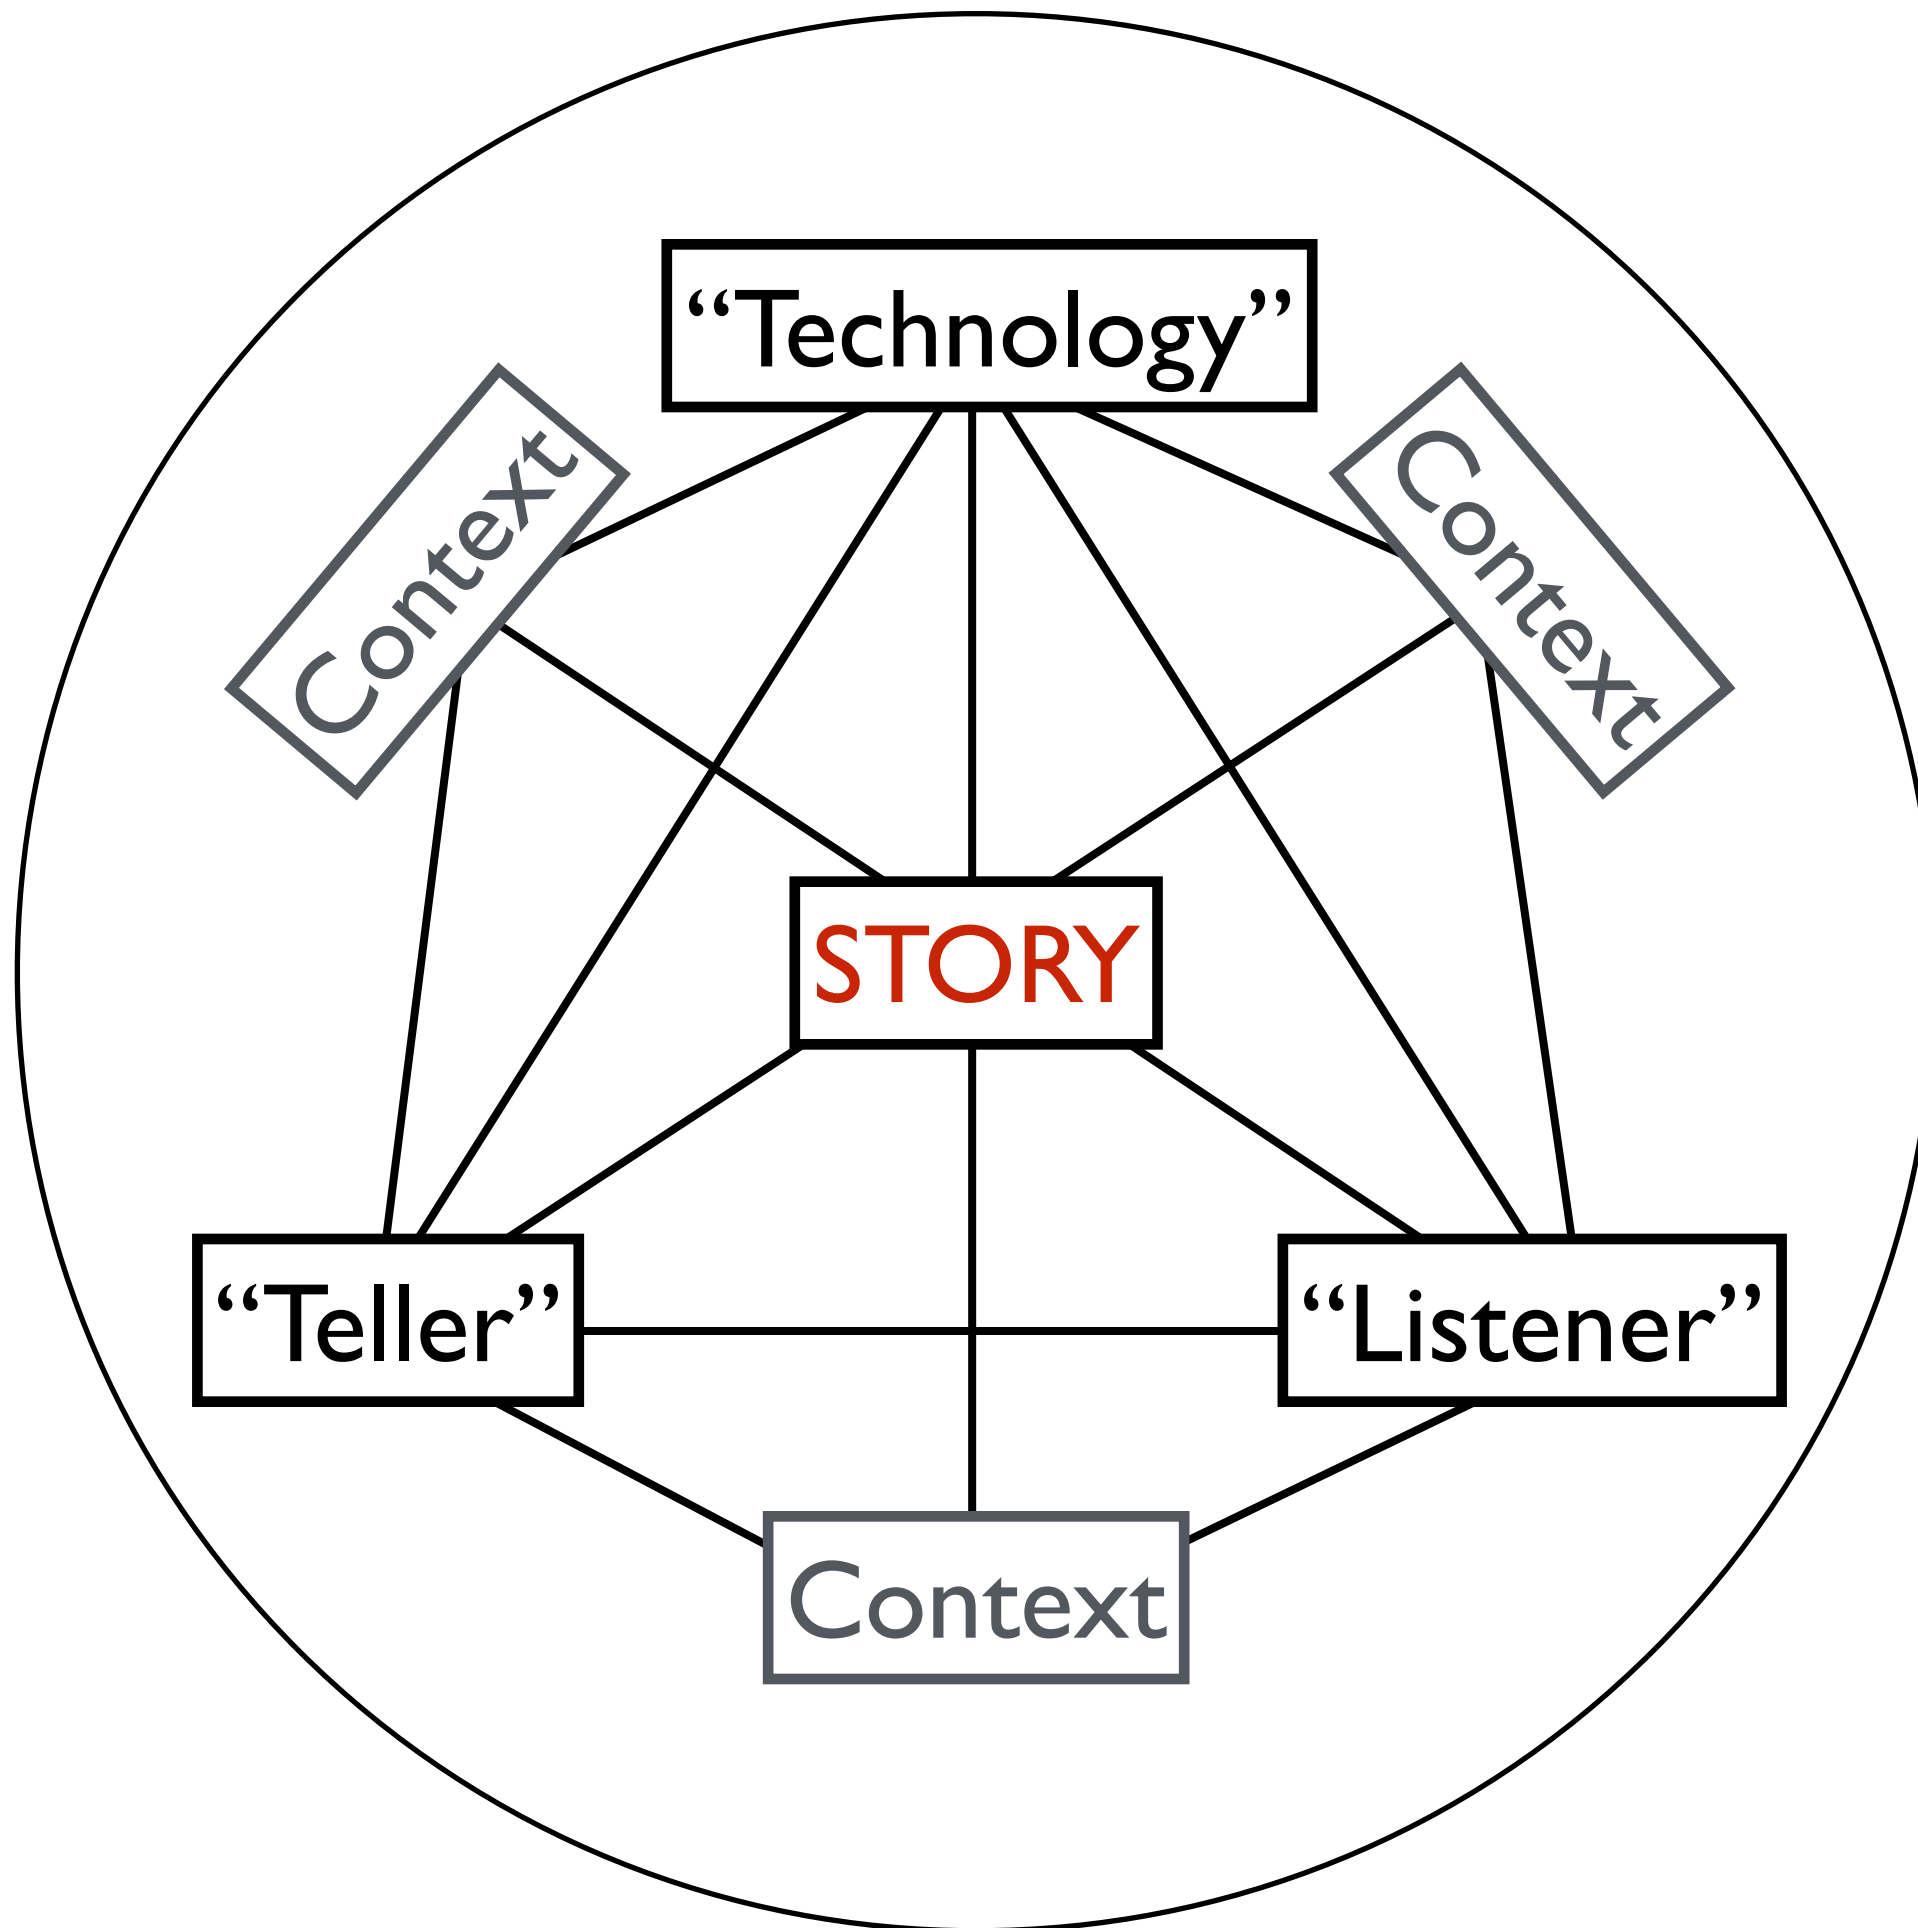 “Technology”
Context
Context
STORY
“Teller”
“Listener”
Context